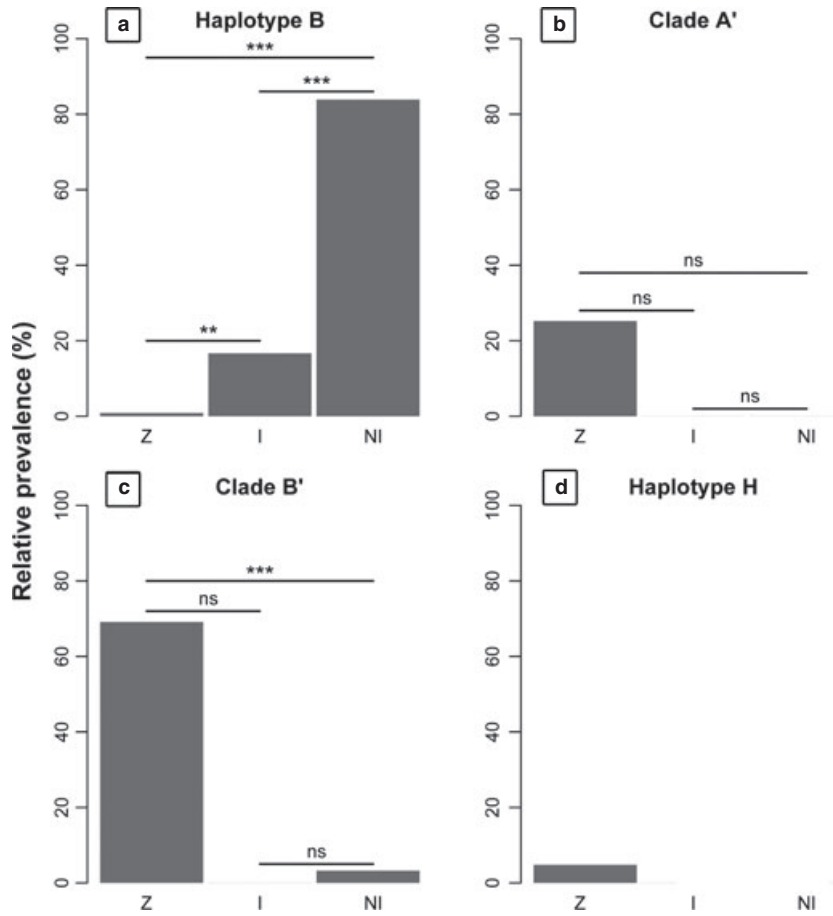 Relative prevalence (%)
a
Haplotype B
100
80
60
40
20
0
***
***
**
Z I NI
b
Clade A'
100
80
60
40
20
0
ns
ns
ns
Z I NI
c
Clade B'
100
80
60
40
20
0
***
ns
ns
Z I NI
d
Haplotype H
100
80
60
40
20
0
Z I NI